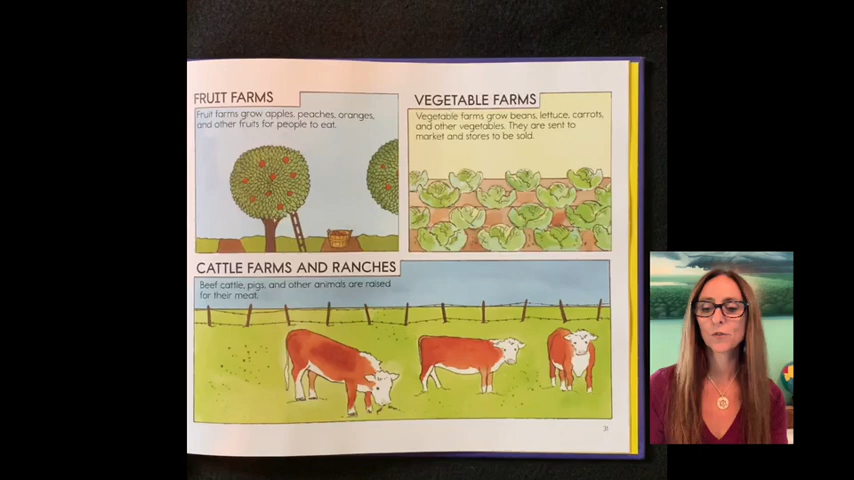 FRUIT FARMS
Fruit farms grow apples, peaches, oranges,
and other fruits for people to eat.
VEGETABLE FARMS
Vegetable farms grow beans, lettuce, carrots,
and other vegetables. They are sent to
market and stores to be sold.
CATTLE FARMS AND RANCHES
Beef cattle, pigs, and other animals are raised
for their meat.
31